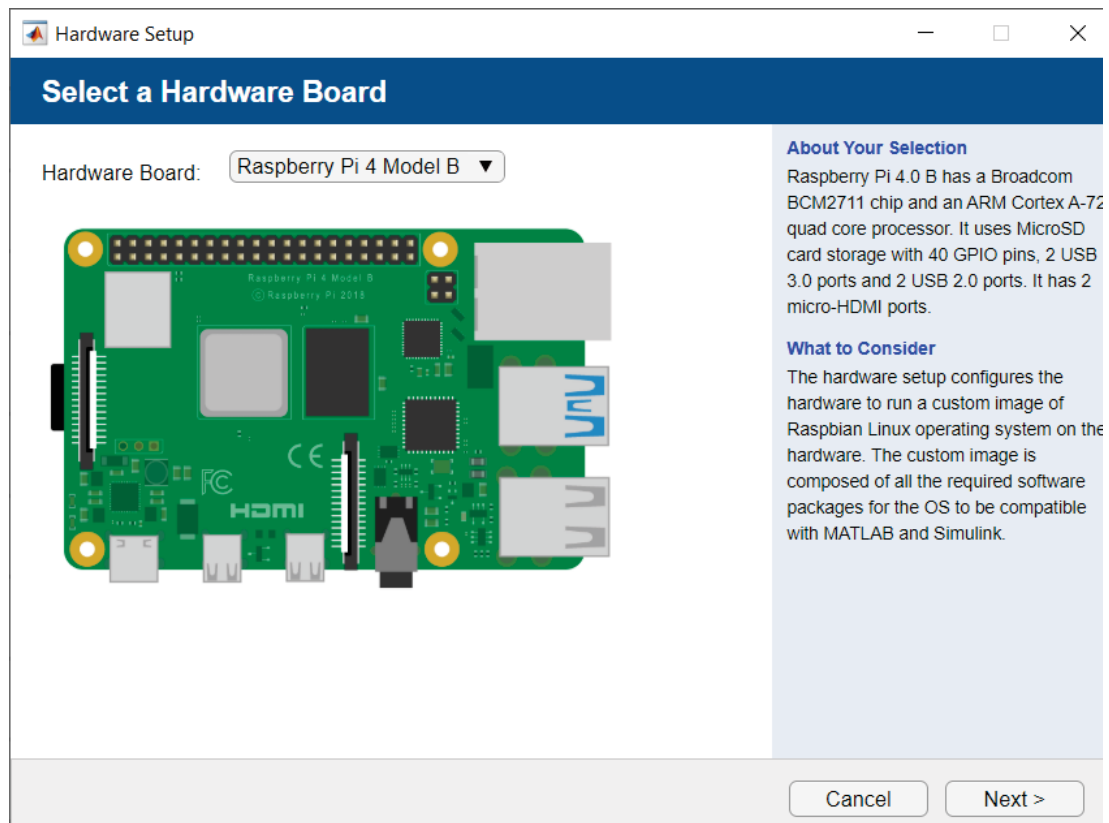 Hardware Setup
Select a Hardware Board
Hardware Board:
Raspberry Pi 4 Model B
Raspberry Pi 4 Model B
©Raspberry Pi 2018
FC
CE
HDMI
About Your Selection
Raspberry Pi 4.0 B has a Broadcom
BCM2711 chip and an ARM Cortex A-72
quad core processor. It uses MicroSD
card storage with 40 GPIO pins, 2 USB
3.0 ports and 2 USB 2.0 ports. It has 2
micro-HDMI ports.
What to Consider
The hardware setup configures the
hardware to run a custom image of
Raspbian Linux operating system on the
hardware. The custom image is
composed of all the required software
packages for the OS to be compatible
with MATLAB and Simulink.
Cancel
Next >